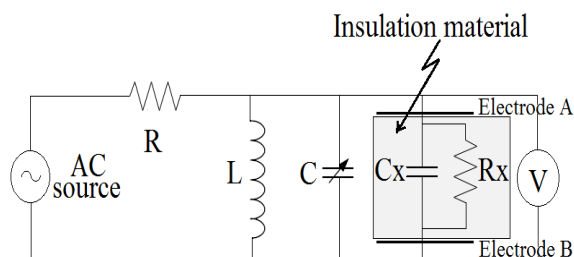 Insulation material
Electrode A
R
AC
source
L
C
Cx
Rx
V
Electrode B